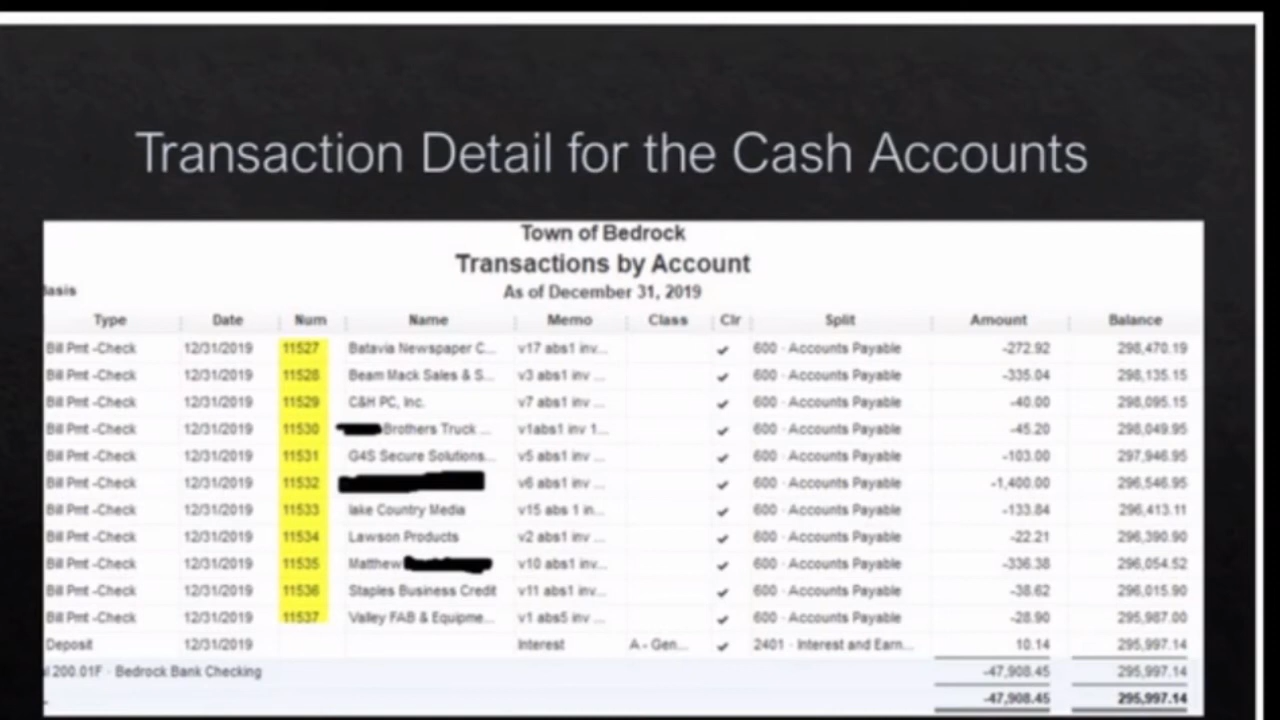 Transaction Detail for the Cash Accounts
Town of Bedrock
Transactions by Account
As of December 31, 2019
asis
Type Date Num Name Memo Class Clr Split Amount Balance
Bill Pmt -Check 12/31/2019 11527 Batavia Newspaper C... v17 abs1 inv... ✓ 600 · Accounts Payable -272.92 298,470.19
Bill Pmt -Check 12/31/2019 11528 Beam Mack Sales & S... v3 abs1 inv ... ✓ 600 · Accounts Payable -335.04 298,135.15
Bill Pmt -Check 12/31/2019 11529 C&H PC, Inc. v7 abs1 inv ... ✓ 600 · Accounts Payable -40.00 298,095.15
Bill Pmt -Check 12/31/2019 11530 Brothers Truck ... v1abs1 inv 1... ✓ 600 · Accounts Payable -45.20 298,049.95
Bill Pmt -Check 12/31/2019 11531 G4S Secure Solutions... v5 abs1 inv ... ✓ 600 · Accounts Payable -103.00 297,946.95
Bill Pmt -Check 12/31/2019 11532 v6 abs1 inv ... ✓ 600 · Accounts Payable -1,400.00 296,546.95
Bill Pmt -Check 12/31/2019 11533 lake Country Media v15 abs 1 in... ✓ 600 · Accounts Payable -133.84 296,413.11
Bill Pmt -Check 12/31/2019 11534 Lawson Products v2 abs1 inv ... ✓ 600 · Accounts Payable -22.21 296,390.90
Bill Pmt -Check 12/31/2019 11535 Matthew v10 abs1 inv ... ✓ 600 · Accounts Payable -336.38 296,054.52
Bill Pmt -Check 12/31/2019 11536 Staples Business Credit v11 abs1 inv... ✓ 600 · Accounts Payable -38.62 296,015.90
Bill Pmt -Check 12/31/2019 11537 Valley FAB & Equipme... v1 abs5 inv ... ✓ 600 · Accounts Payable -28.90 295,987.00
Deposit 12/31/2019 Interest A - Gen... ✓ 2401 · Interest and Earn... 10.14 295,997.14
l 200.01F · Bedrock Bank Checking -47,908.45 295,997.14
-47,908.45 295,997.14